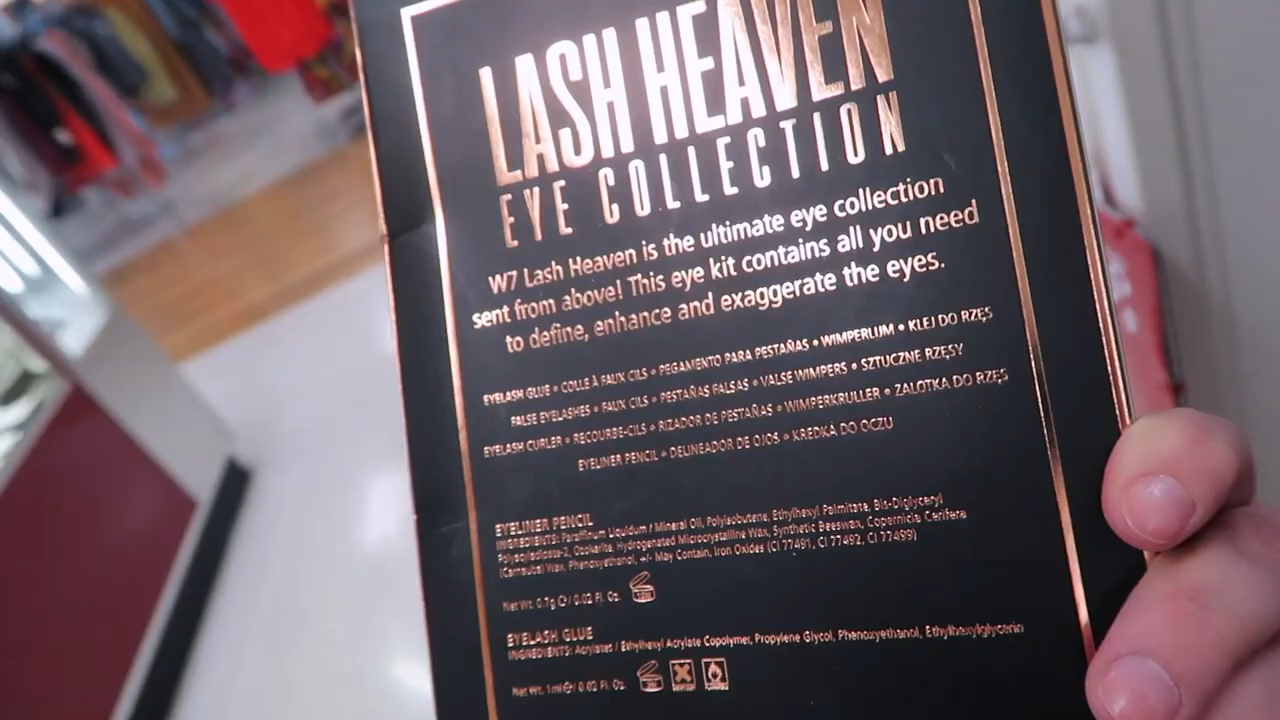 LASH HEAVEN
EYE COLLECTION
W7 Lash Heaven is the ultimate eye collection
sent from above! This eye kit contains all you need
to define, enhance and exaggerate the eyes.
EYELASH GLUE • COLLE À FAUX CILS • PEGAMENTO PARA PESTAÑAS • WIMPERLIJM • KLEJ DO RZĘS
FALSE EYELASHES • FAUX CILS • PESTAÑAS FALSAS • VALSE WIMPERS • SZTUCZNE RZĘSY
EYELASH CURLER • RECOURBE-CILS • RIZADOR DE PESTAÑAS • WIMPERKRULLER • ZALOTKA DO RZĘS
EYELINER PENCIL • DELINEADOR DE OJOS • KREDKA DO OCZU
EYELINER PENCIL
INGREDIENTS: Paraffinum Liquidum / Mineral Oil, Polyisobutene, Ethylhexyl Palmitate, Bis-Diglyceryl
Polyacyladipate-2, Ozokerite, Hydrogenated Microcrystalline Wax, Synthetic Beeswax, Copernicia Cerifera
(Carnauba) Wax, Phenoxyethanol, +/- May Contain, Iron Oxides (CI 77491, CI 77492, CI 77499)
Net Wt. 0.7g ℮ / 0.02 Fl. Oz.
EYELASH GLUE
INGREDIENTS: Acrylates / Ethylhexyl Acrylate Copolymer, Propylene Glycol, Phenoxyethanol, Ethylhexylglycerin
Net Wt. 1ml ℮ / 0.02 Fl. Oz.